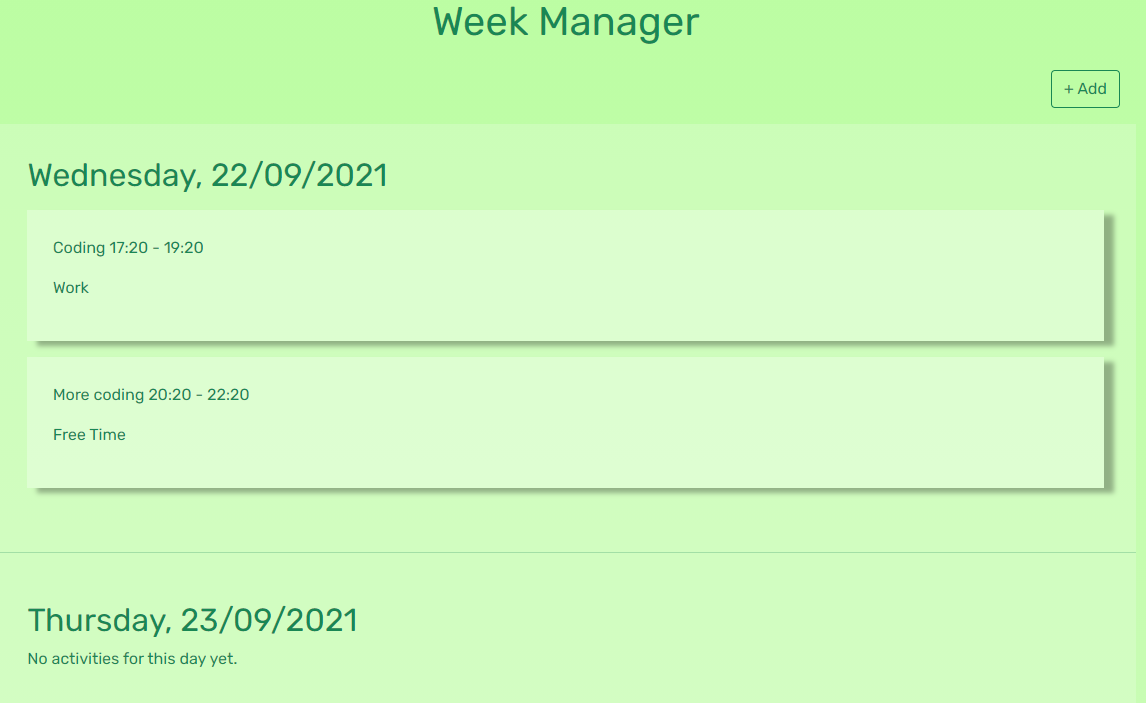 Week Manager
+ Add
Wednesday, 22/09/2021
Coding 17:20 - 19:20
Work
More coding 20:20 - 22:20
Free Time
Thursday, 23/09/2021
No activities for this day yet.